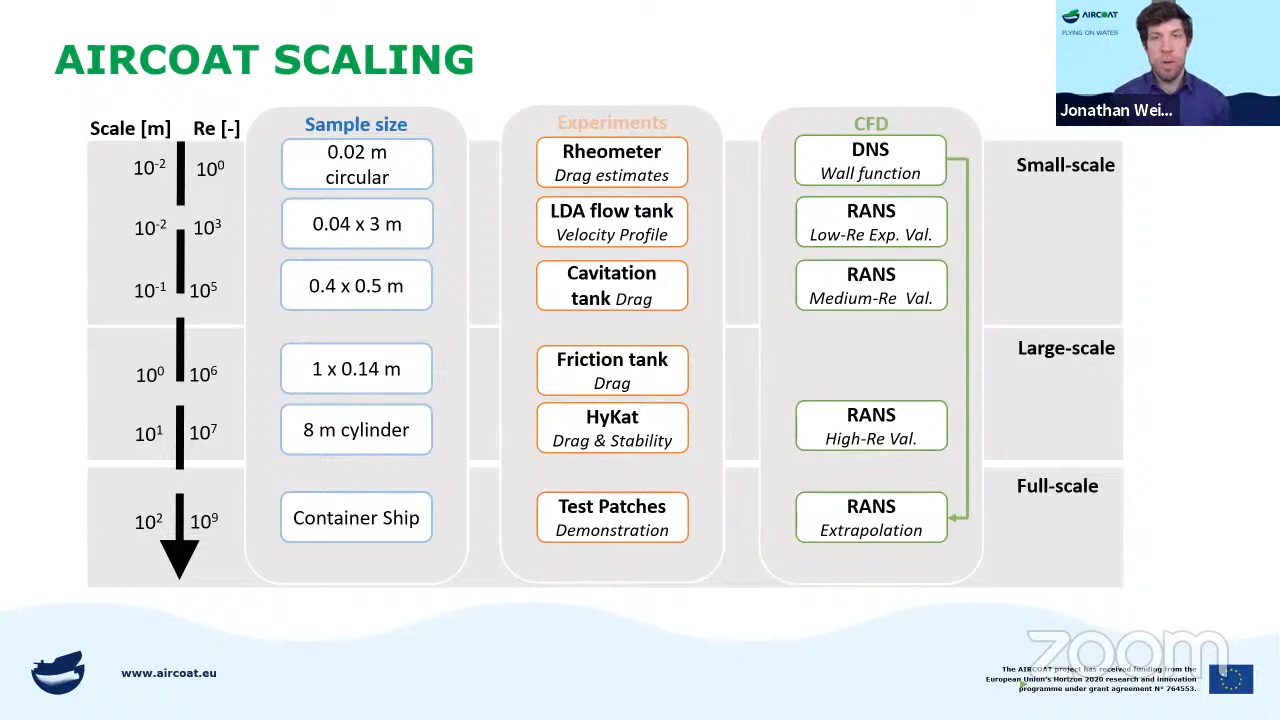 AIRCOAT SCALING
AIRCOAT
FLYING ON WATER
Jonathan Wei...
Scale [m] Re [-]
Sample size
Experiments
CFD
10⁻² 10⁰
0.02 m
circular
Rheometer
Drag estimates
DNS
Wall function
Small-scale
10⁻² 10³
0.04 x 3 m
LDA flow tank
Velocity Profile
RANS
Low-Re Exp. Val.
10⁻¹ 10⁵
0.4 x 0.5 m
Cavitation
tank Drag
RANS
Medium-Re Val.
Large-scale
10⁰ 10⁶
1 x 0.14 m
Friction tank
Drag
10¹ 10⁷
8 m cylinder
HyKat
Drag & Stability
RANS
High-Re Val.
Full-scale
10² 10⁹
Container Ship
Test Patches
Demonstration
RANS
Extrapolation
zoom
www.aircoat.eu
The AIRCOAT project has received funding from the
European Union's Horizon 2020 research and innovation
programme under grant agreement N° 764553.